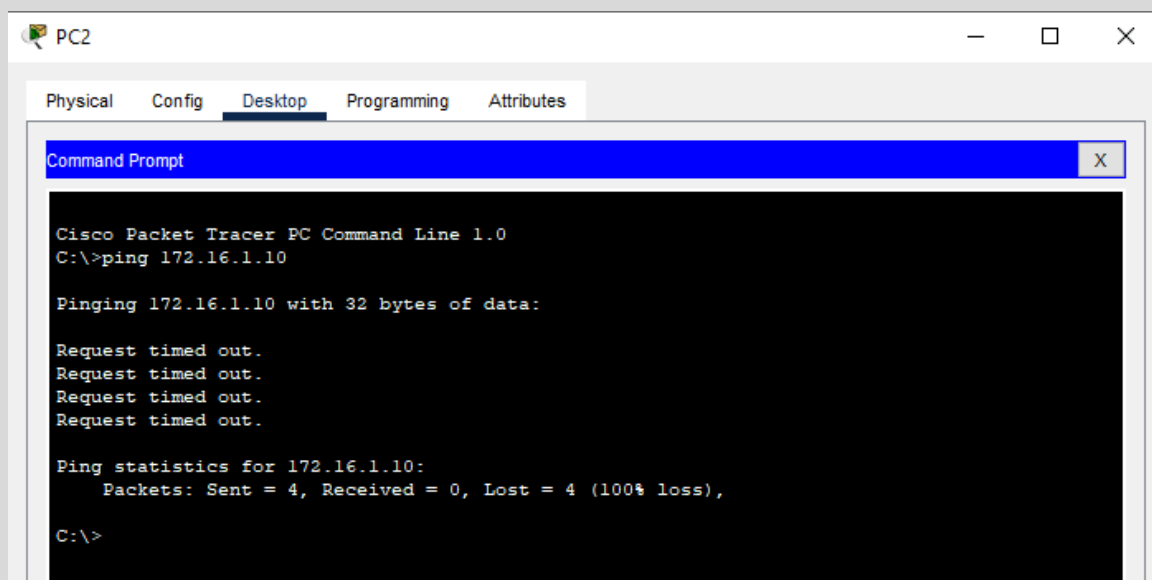 PC2
Physical Config Desktop Programming Attributes
Command Prompt
X
Cisco Packet Tracer PC Command Line 1.0
C:\>ping 172.16.1.10
Pinging 172.16.1.10 with 32 bytes of data:
Request timed out.
Request timed out.
Request timed out.
Request timed out.
Ping statistics for 172.16.1.10:
Packets: Sent = 4, Received = 0, Lost = 4 (100% loss),
C:\>